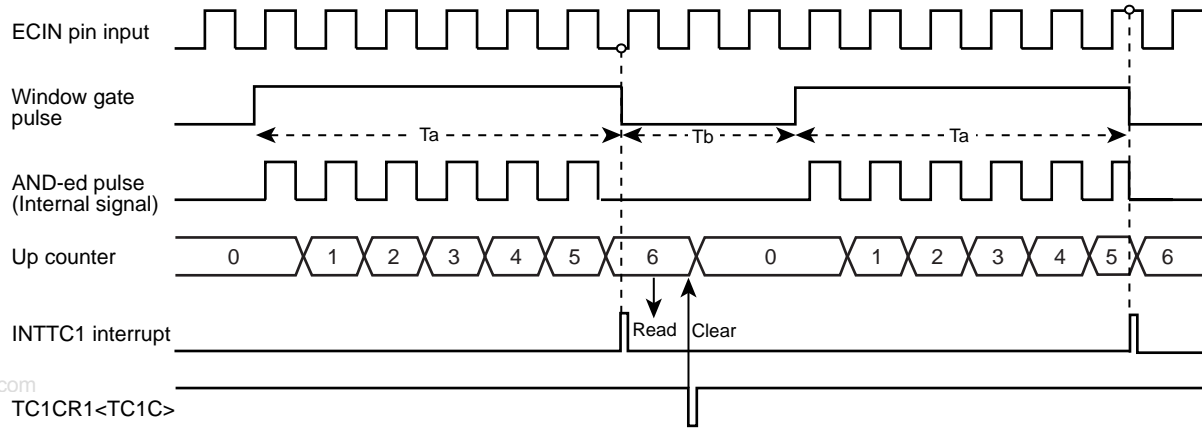 ECIN pin input
Window gate
pulse
Ta
Tb
Ta
AND-ed pulse
(Internal signal)
Up counter
0 1 2 3 4 5 6 0 1 2 3 4 5 6
INTTC1 interrupt
Read Clear
com
TC1CR1<TC1C>